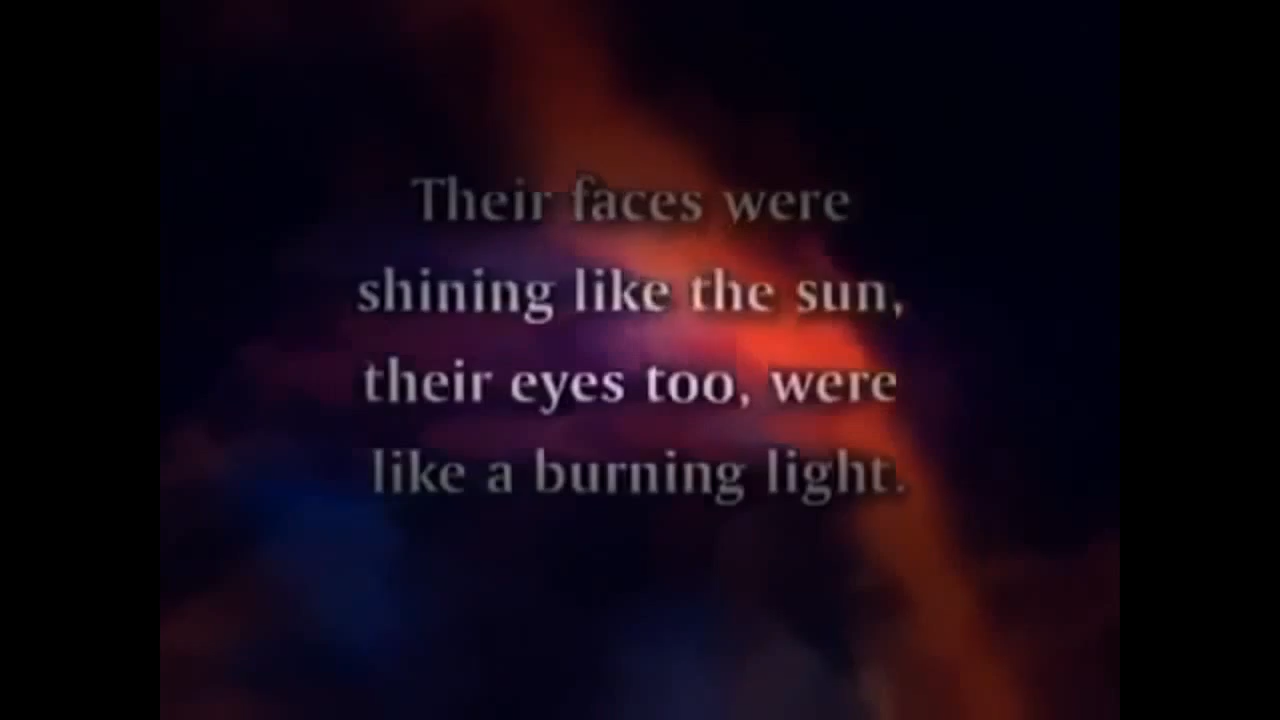 Their faces were
shining like the sun,
their eyes too, were
like a burning light.